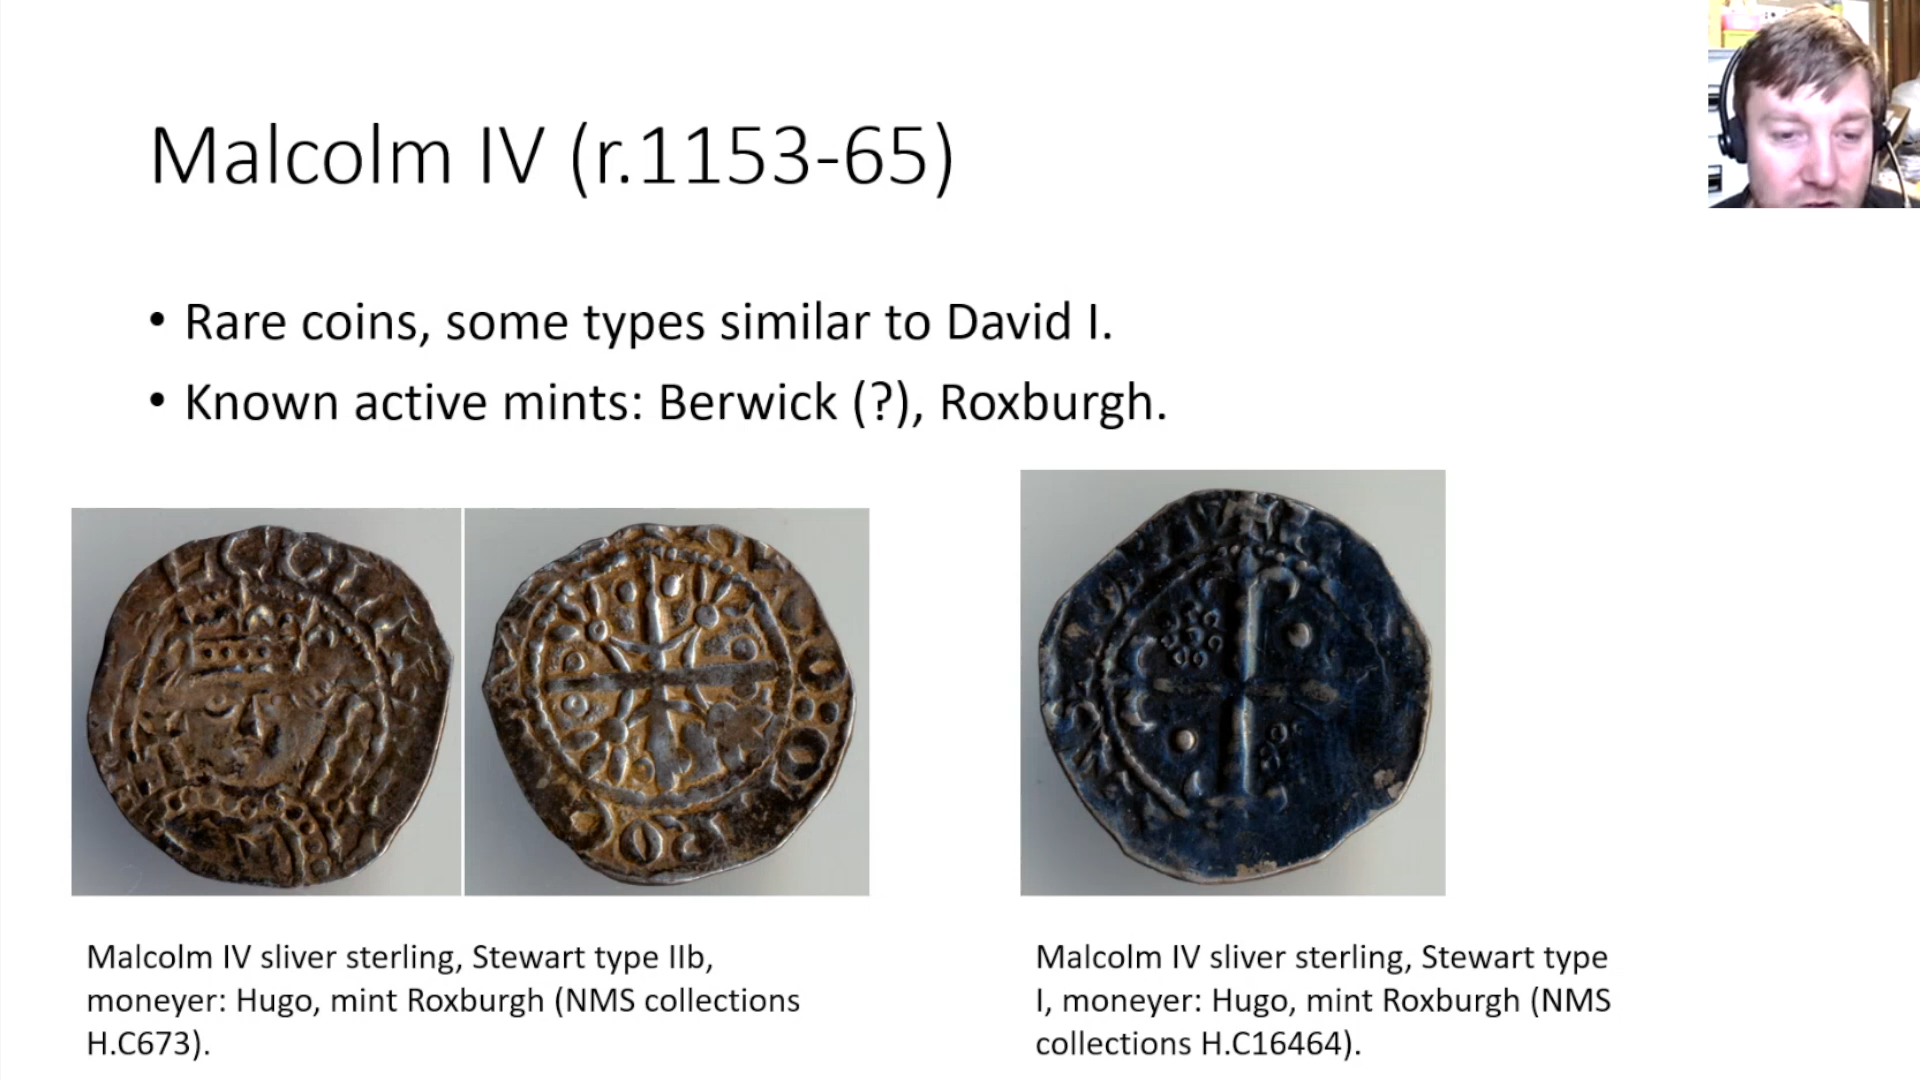 Malcolm IV (r.1153-65)
• Rare coins, some types similar to David I.
• Known active mints: Berwick (?), Roxburgh.
Malcolm IV sliver sterling, Stewart type IIb,
moneyer: Hugo, mint Roxburgh (NMS collections
H.C673).
Malcolm IV sliver sterling, Stewart type
I, moneyer: Hugo, mint Roxburgh (NMS
collections H.C16464).